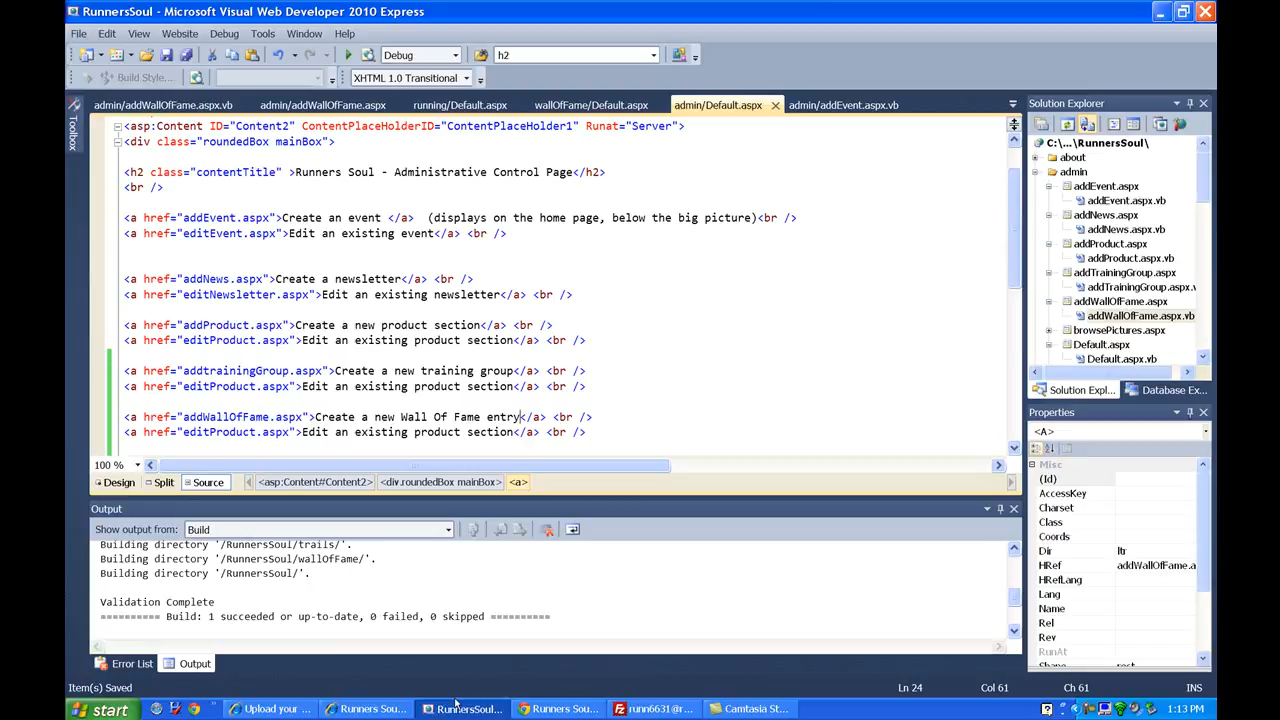 RunnersSoul - Microsoft Visual Web Developer 2010 Express
File Edit View Website Debug Tools Window Help
Debug h2
Build Style... XHTML 1.0 Transitional
admin/addWallOfFame.aspx.vb admin/addWallOfFame.aspx running/Default.aspx wallOfFame/Default.aspx admin/Default.aspx admin/addEvent.aspx.vb
Toolbox
<asp:Content ID="Content2" ContentPlaceHolderID="ContentPlaceHolder1" Runat="Server">
<div class="roundedBox mainBox">
<h2 class="contentTitle" >Runners Soul - Administrative Control Page</h2>
<br />
<a href="addEvent.aspx">Create an event </a>  (displays on the home page, below the big picture)<br />
<a href="editEvent.aspx">Edit an existing event</a> <br />
<a href="addNews.aspx">Create a newsletter</a> <br />
<a href="editNewsletter.aspx">Edit an existing newsletter</a> <br />
<a href="addProduct.aspx">Create a new product section</a> <br />
<a href="editProduct.aspx">Edit an existing product section</a> <br />
<a href="addtrainingGroup.aspx">Create a new training group</a> <br />
<a href="editProduct.aspx">Edit an existing product section</a> <br />
<a href="addWallOfFame.aspx">Create a new Wall Of Fame entry</a> <br />
<a href="editProduct.aspx">Edit an existing product section</a> <br />
100 %
Design Split Source <asp:Content#Content2> <div.roundedBox mainBox> <a>
Output
Show output from: Build
Building directory '/RunnersSoul/trails/'.
Building directory '/RunnersSoul/wallOfFame/'.
Building directory '/RunnersSoul/'.
Validation Complete
========== Build: 1 succeeded or up-to-date, 0 failed, 0 skipped ==========
Error List Output
Solution Explorer
C:\...\RunnersSoul\
about
admin
addEvent.aspx
addEvent.aspx.vb
addNews.aspx
addNews.aspx.vb
addProduct.aspx
addProduct.aspx.vb
addTrainingGroup.aspx
addTrainingGroup.aspx.v
addWallOfFame.aspx
addWallOfFame.aspx.vb
browsePictures.aspx
Default.aspx
Default.aspx.vb
Solution Expl... Database Ex...
Properties
<A>
Misc
(Id)
AccessKey
Charset
Class
Coords
Dir ltr
HRef addWallOfFame.a
HRefLang
Lang
Name
Rel
Rev
RunAt
Shape rect
Item(s) Saved Ln 24 Col 61 Ch 61 INS
start Upload your ... Runners Sou... RunnersSoul... Runners Sou... runn6631@r... Camtasia St... 1:13 PM